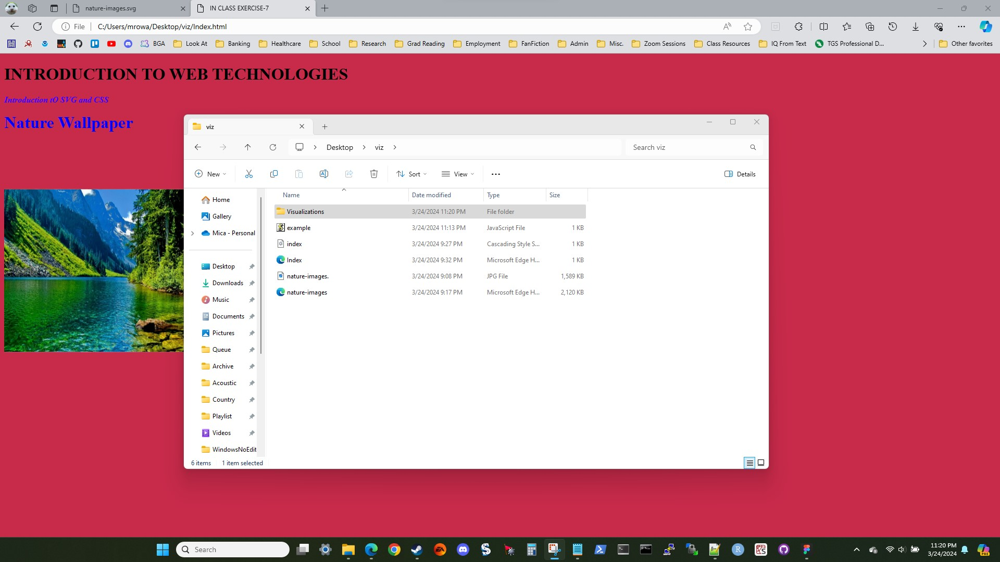 nature-images.svg
IN CLASS EXERCISE-7
File
C:/Users/mrowa/Desktop/viz/Index.html
BGA
Look At
Banking
Healthcare
School
Research
Grad Reading
Employment
FanFiction
Admin
Misc.
Zoom Sessions
Class Resources
IQ From Text
TGS Professional D...
Other favorites
INTRODUCTION TO WEB TECHNOLOGIES
Introduction tO SVG and CSS
Nature Wallpaper
viz
Desktop
viz
Search viz
New
Sort
View
Details
Name Date modified Type Size
Visualizations 3/24/2024 11:20 PM File folder
example 3/24/2024 11:13 PM JavaScript File 1 KB
index 3/24/2024 9:27 PM Cascading Style S... 1 KB
Index 3/24/2024 9:32 PM Microsoft Edge H... 1 KB
nature-images. 3/24/2024 9:08 PM JPG File 1,589 KB
nature-images 3/24/2024 9:17 PM Microsoft Edge H... 2,120 KB
Home
Gallery
Mica - Personal
Desktop
Downloads
Music
Documents
Pictures
Queue
Archive
Acoustic
Country
Playlist
Videos
WindowsNoEdit
6 items 1 item selected
Search
11:20 PM
3/24/2024